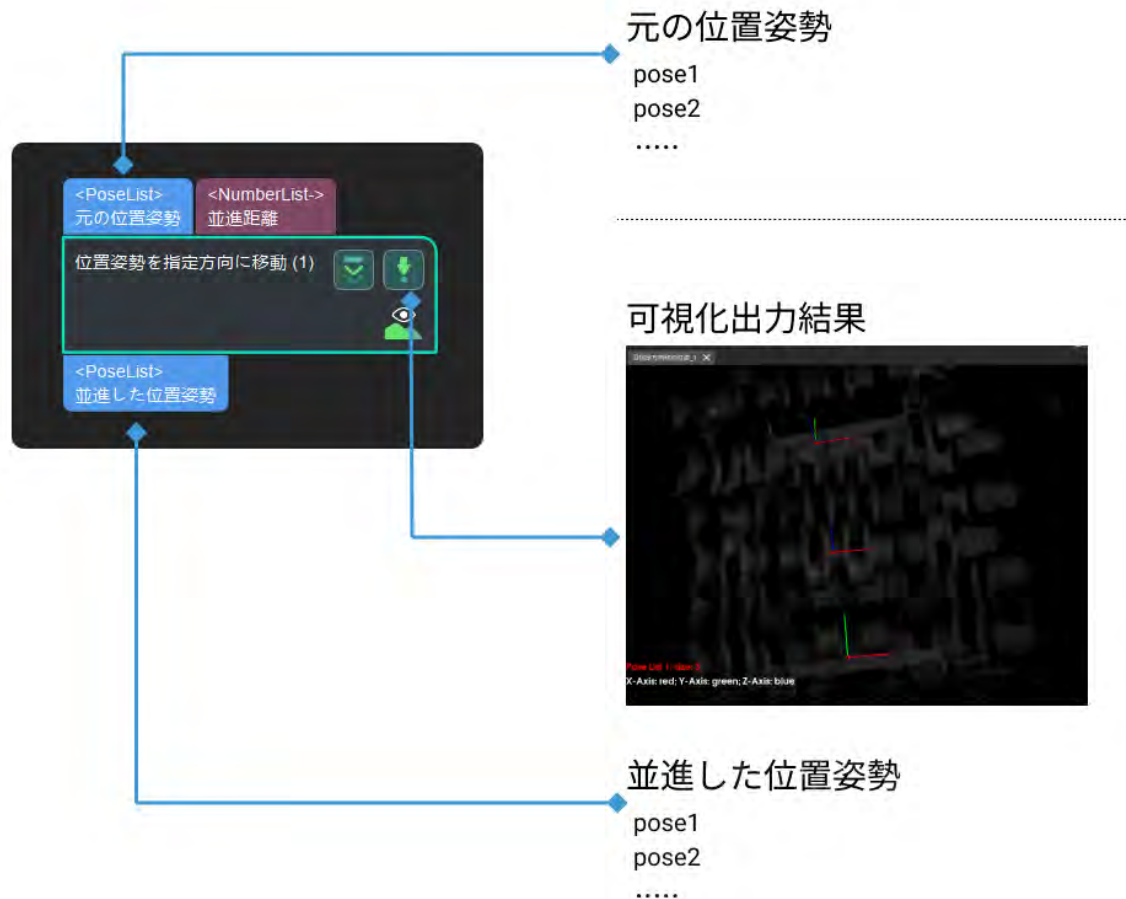 元の位置姿勢
pose1
pose2
.....
<PoseList>
元の位置姿勢
<NumberList->
並進距離
位置姿勢を指定方向に移動 (1)
<PoseList>
並進した位置姿勢
可視化出力結果
X-Axis: red; Y-Axis: green; Z-Axis: blue
並進した位置姿勢
pose1
pose2
.....